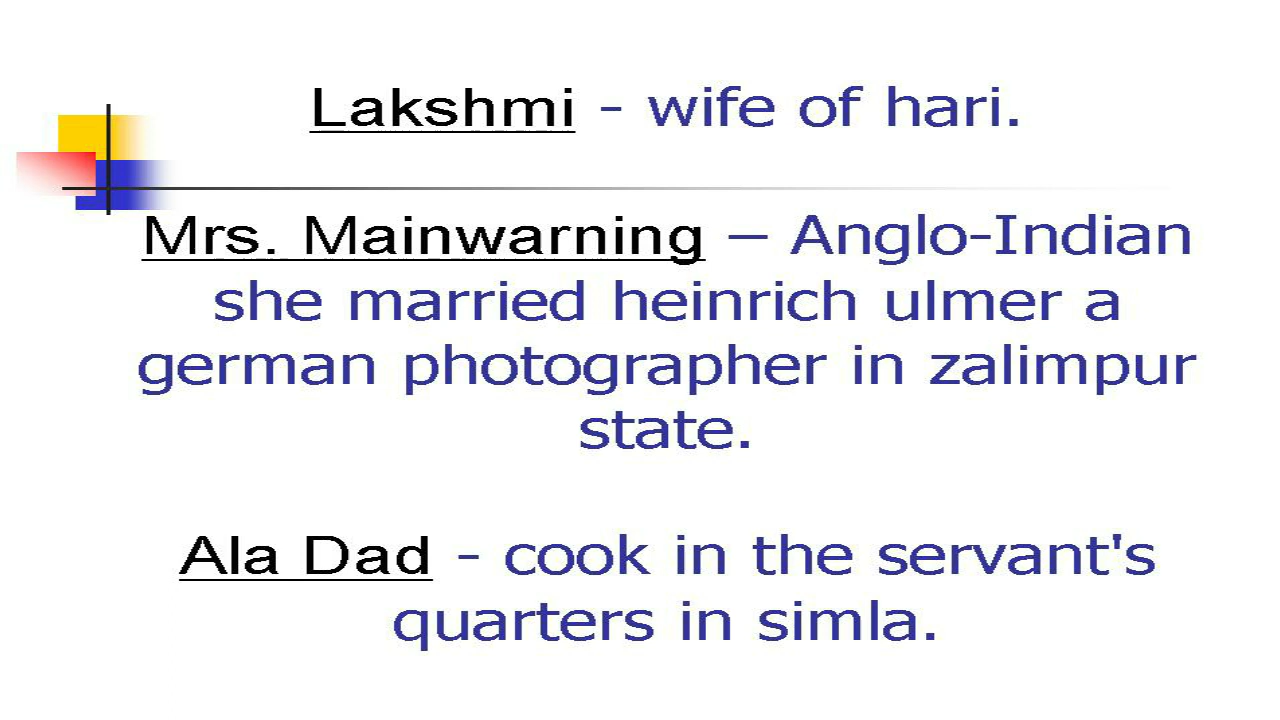 Lakshmi - wife of hari.
Mrs. Mainwarning – Anglo-Indian
she married heinrich ulmer a
german photographer in zalimpur
state.
Ala Dad - cook in the servant's
quarters in simla.